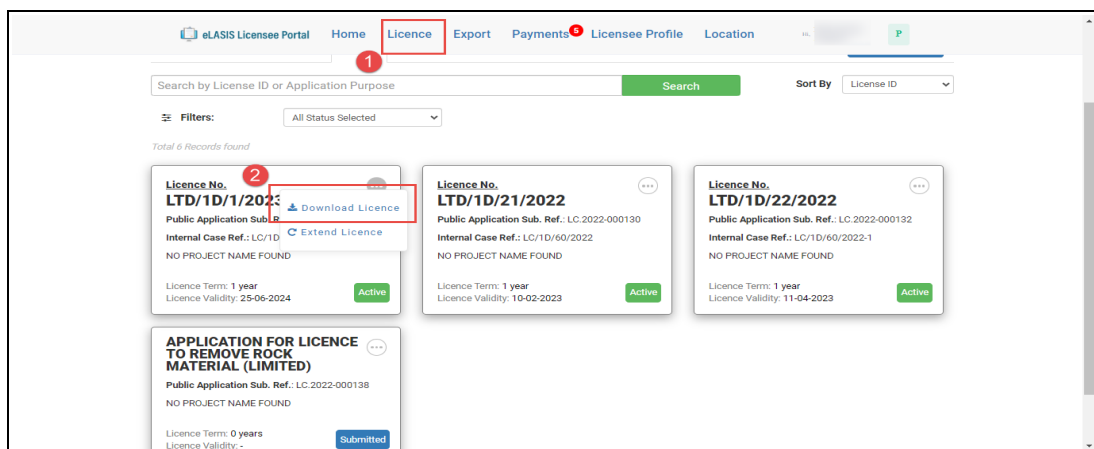 eLASIS Licensee Portal Home Licence Export Payments 5 Licensee Profile Location P
1
Search by License ID or Application Purpose Search Sort By License ID
Filters: All Status Selected
Total 6 Records found
2
Licence No.
LTD/1D/1/2023
Download Licence
Public Application Sub. R
Extend Licence
Internal Case Ref.: LC/1D
NO PROJECT NAME FOUND
Licence Term: 1 year
Licence Validity: 25-06-2024
Active
Licence No.
LTD/1D/21/2022
Public Application Sub. Ref.: LC.2022-000130
Internal Case Ref.: LC/1D/60/2022
NO PROJECT NAME FOUND
Licence Term: 1 year
Licence Validity: 10-02-2023
Active
Licence No.
LTD/1D/22/2022
Public Application Sub. Ref.: LC.2022-000132
Internal Case Ref.: LC/1D/60/2022-1
NO PROJECT NAME FOUND
Licence Term: 1 year
Licence Validity: 11-04-2023
Active
APPLICATION FOR LICENCE
TO REMOVE ROCK
MATERIAL (LIMITED)
Public Application Sub. Ref.: LC.2022-000138
NO PROJECT NAME FOUND
Licence Term: 0 years
Licence Validity: -
Submitted